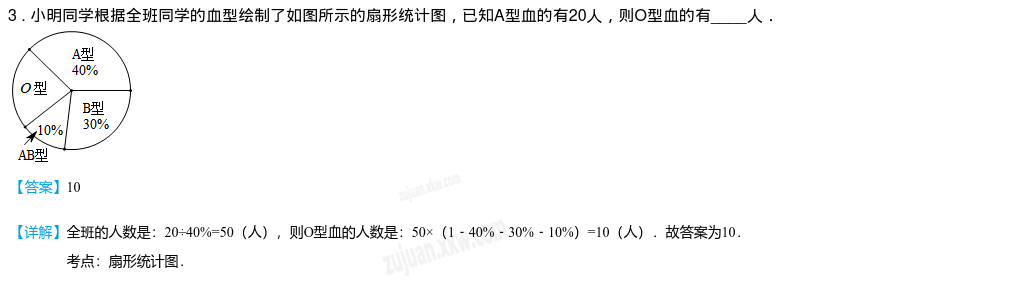 3．小明同学根据全班同学的血型绘制了如图所示的扇形统计图，已知A型血的有20人，则O型血的有____人．
A型
40%
O 型
B型
30%
10%
AB型
【答案】10
zujuan.xkw.com
【详解】全班的人数是：20÷40%=50（人），则O型血的人数是：50×（1﹣40%﹣30%﹣10%）=10（人）．故答案为10．
zujuan.xkw.com
考点：扇形统计图．